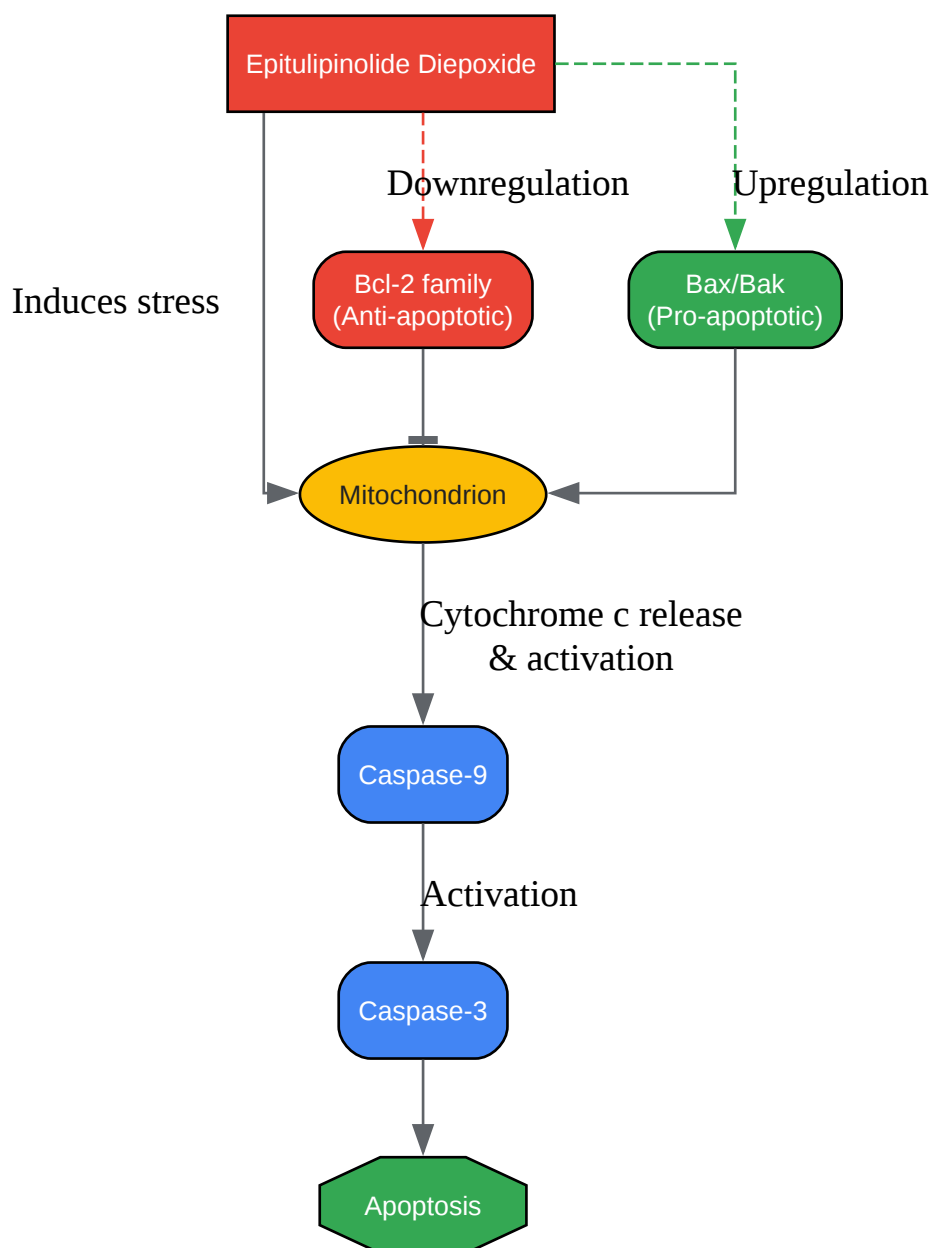 Epitulipinolide Diepoxide
Downregulation
Upregulation
Induces stress
Bcl-2 family
(Anti-apoptotic)
Bax/Bak
(Pro-apoptotic)
Mitochondrion
Cytochrome c release
& activation
Caspase-9
Activation
Caspase-3
Apoptosis